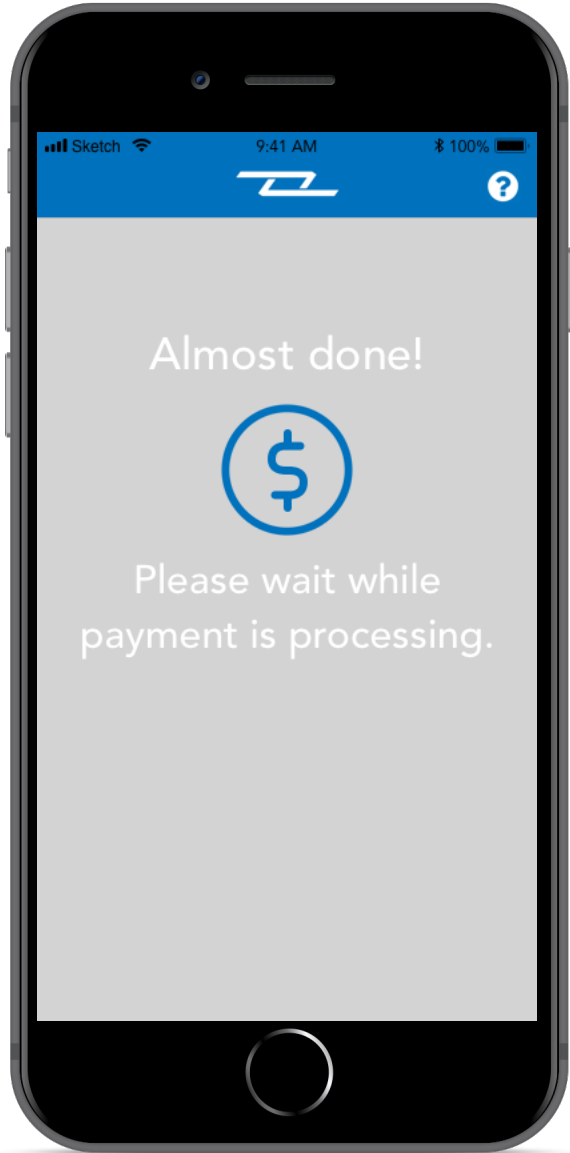 Sketch 9:41 AM 100%
?
Almost done!
$
Please wait while
payment is processing.